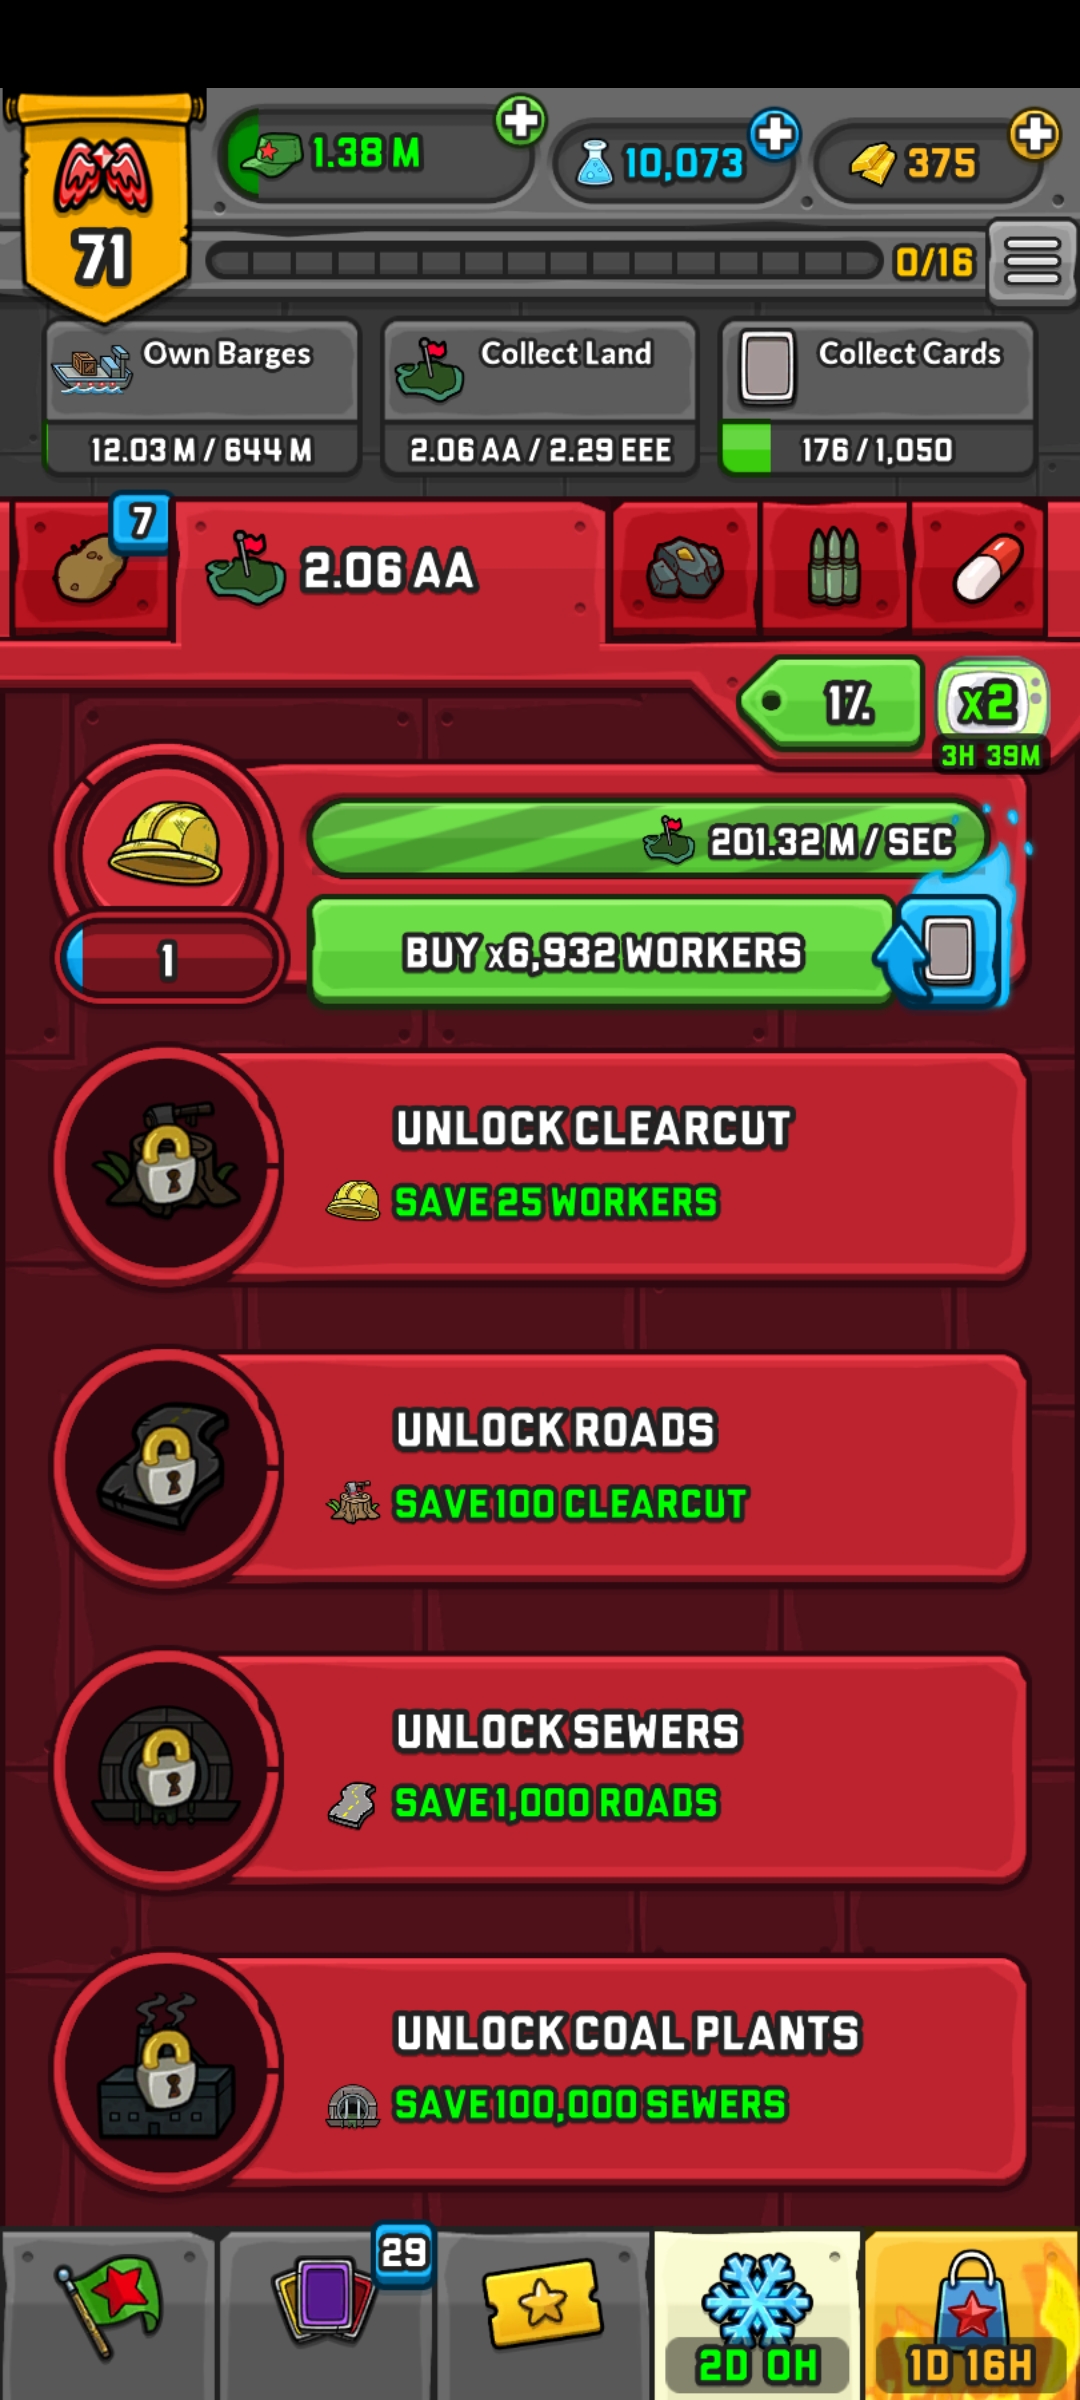 1.38 M
10,073
375
71
0/16
Own Barges
12.03 M / 644 M
Collect Land
2.06 AA / 2.29 EEE
Collect Cards
176 / 1,050
7
2.06 AA
1%
x2
3H 39M
201.32 M / SEC
1
BUY x6,932 WORKERS
UNLOCK CLEARCUT
SAVE 25 WORKERS
UNLOCK ROADS
SAVE 100 CLEARCUT
UNLOCK SEWERS
SAVE 1,000 ROADS
UNLOCK COAL PLANTS
SAVE 100,000 SEWERS
29
2D 0H
1D 16H